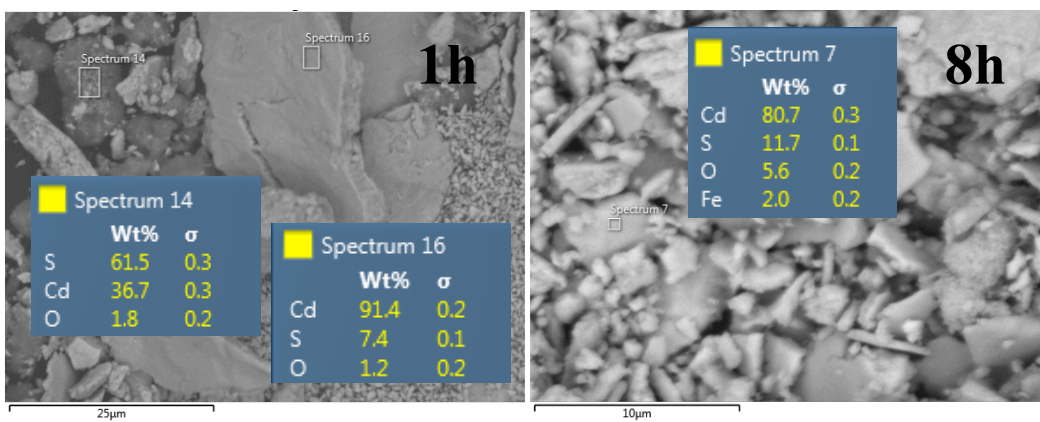 Spectrum 14
Spectrum 16
1h
Spectrum 14
Wt% σ
S 61.5 0.3
Cd 36.7 0.3
O 1.8 0.2
Spectrum 16
Wt% σ
Cd 91.4 0.2
S 7.4 0.1
O 1.2 0.2
25µm
8h
Spectrum 7
Wt% σ
Cd 80.7 0.3
S 11.7 0.1
O 5.6 0.2
Fe 2.0 0.2
Spectrum 7
10µm